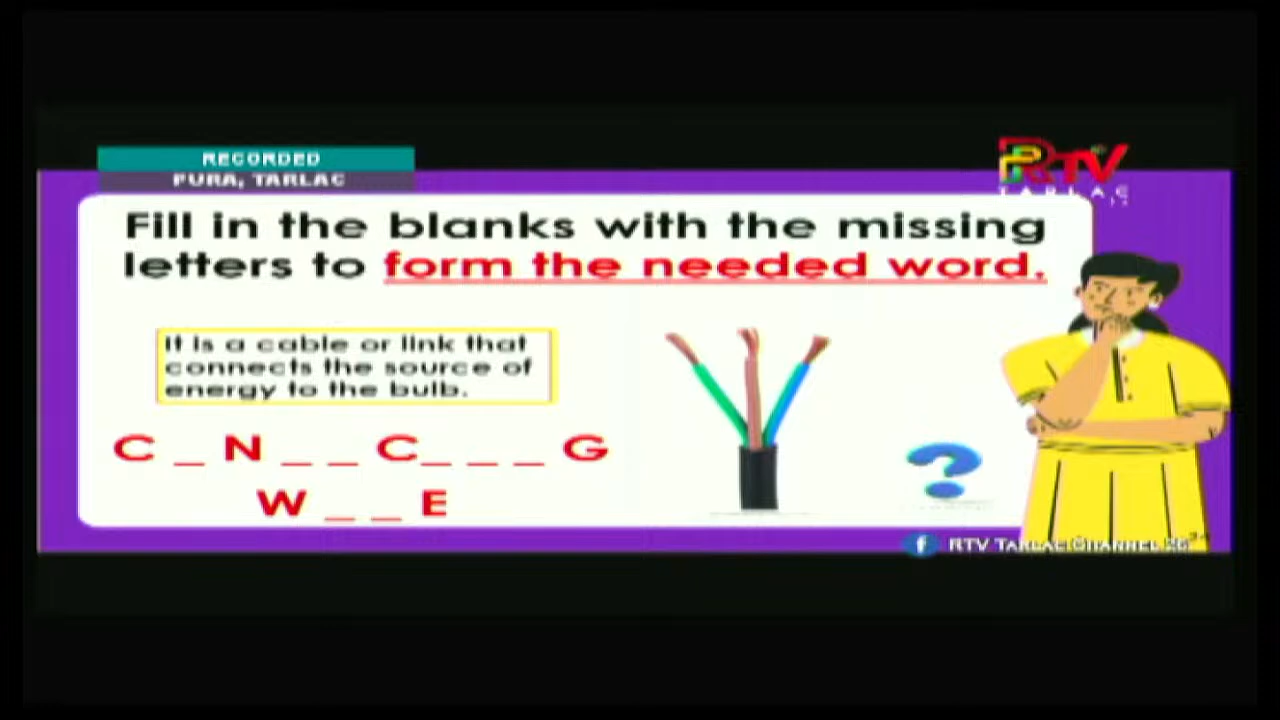 RECORDED
PURA, TARLAC
RTV
TARLAC
Fill in the blanks with the missing
letters to form the needed word.
It is a cable or link that
connects the source of
energy to the bulb.
C _ N _ _ C _ _ _ G
W _ _ E
?
f RTV TARLAC CHANNEL 26